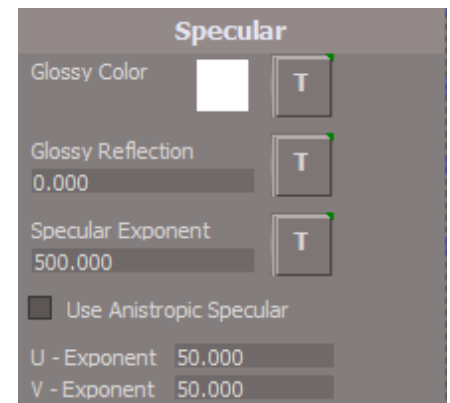 Specular
Glossy Color T
Glossy Reflection T
0.000
Specular Exponent T
500.000
Use Anistropic Specular
U - Exponent 50.000
V - Exponent 50.000